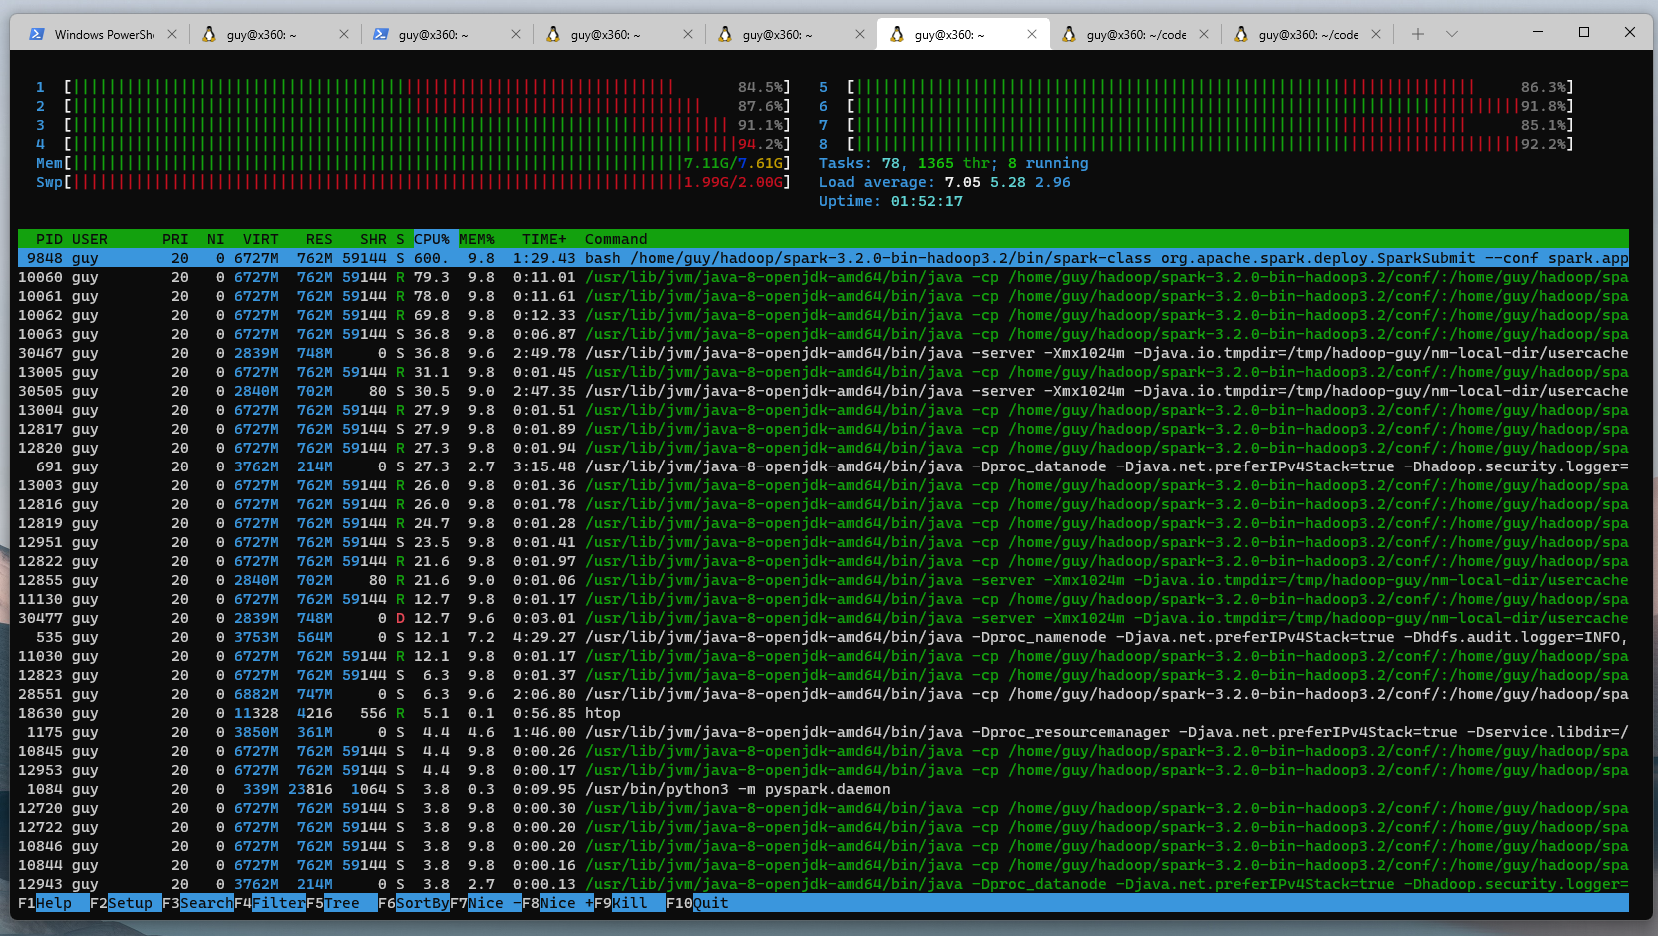 Windows PowerShe guy@x360: ~ guy@x360: ~ guy@x360: ~ guy@x360: ~ guy@x360: ~ guy@x360: ~/code guy@x360: ~/code
1 [ 84.5%] 5 [ 86.3%]
2 [ 87.6%] 6 [ 91.8%]
3 [ 91.1%] 7 [ 85.1%]
4 [ 94.2%] 8 [ 92.2%]
Mem[ 7.11G/7.61G] Tasks: 78, 1365 thr; 8 running
Swp[ 1.99G/2.00G] Load average: 7.05 5.28 2.96
Uptime: 01:52:17
PID USER PRI NI VIRT RES SHR S CPU% MEM% TIME+ Command
9848 guy 20 0 6727M 762M 59144 S 600. 9.8 1:29.43 bash /home/guy/hadoop/spark-3.2.0-bin-hadoop3.2/bin/spark-class org.apache.spark.deploy.SparkSubmit --conf spark.app
10060 guy 20 0 6727M 762M 59144 R 79.3 9.8 0:11.01 /usr/lib/jvm/java-8-openjdk-amd64/bin/java -cp /home/guy/hadoop/spark-3.2.0-bin-hadoop3.2/conf/:/home/guy/hadoop/spa
10061 guy 20 0 6727M 762M 59144 R 78.0 9.8 0:11.61 /usr/lib/jvm/java-8-openjdk-amd64/bin/java -cp /home/guy/hadoop/spark-3.2.0-bin-hadoop3.2/conf/:/home/guy/hadoop/spa
10062 guy 20 0 6727M 762M 59144 R 69.8 9.8 0:12.33 /usr/lib/jvm/java-8-openjdk-amd64/bin/java -cp /home/guy/hadoop/spark-3.2.0-bin-hadoop3.2/conf/:/home/guy/hadoop/spa
10063 guy 20 0 6727M 762M 59144 S 36.8 9.8 0:06.87 /usr/lib/jvm/java-8-openjdk-amd64/bin/java -cp /home/guy/hadoop/spark-3.2.0-bin-hadoop3.2/conf/:/home/guy/hadoop/spa
30467 guy 20 0 2839M 748M 0 S 36.8 9.6 2:49.78 /usr/lib/jvm/java-8-openjdk-amd64/bin/java -server -Xmx1024m -Djava.io.tmpdir=/tmp/hadoop-guy/nm-local-dir/usercache
13005 guy 20 0 6727M 762M 59144 R 31.1 9.8 0:01.45 /usr/lib/jvm/java-8-openjdk-amd64/bin/java -cp /home/guy/hadoop/spark-3.2.0-bin-hadoop3.2/conf/:/home/guy/hadoop/spa
30505 guy 20 0 2840M 702M 80 S 30.5 9.0 2:47.35 /usr/lib/jvm/java-8-openjdk-amd64/bin/java -server -Xmx1024m -Djava.io.tmpdir=/tmp/hadoop-guy/nm-local-dir/usercache
13004 guy 20 0 6727M 762M 59144 R 27.9 9.8 0:01.51 /usr/lib/jvm/java-8-openjdk-amd64/bin/java -cp /home/guy/hadoop/spark-3.2.0-bin-hadoop3.2/conf/:/home/guy/hadoop/spa
12817 guy 20 0 6727M 762M 59144 S 27.9 9.8 0:01.89 /usr/lib/jvm/java-8-openjdk-amd64/bin/java -cp /home/guy/hadoop/spark-3.2.0-bin-hadoop3.2/conf/:/home/guy/hadoop/spa
12820 guy 20 0 6727M 762M 59144 R 27.3 9.8 0:01.94 /usr/lib/jvm/java-8-openjdk-amd64/bin/java -cp /home/guy/hadoop/spark-3.2.0-bin-hadoop3.2/conf/:/home/guy/hadoop/spa
691 guy 20 0 3762M 214M 0 S 27.3 2.7 3:15.48 /usr/lib/jvm/java-8-openjdk-amd64/bin/java -Dproc_datanode -Djava.net.preferIPv4Stack=true -Dhadoop.security.logger=
13003 guy 20 0 6727M 762M 59144 R 26.0 9.8 0:01.36 /usr/lib/jvm/java-8-openjdk-amd64/bin/java -cp /home/guy/hadoop/spark-3.2.0-bin-hadoop3.2/conf/:/home/guy/hadoop/spa
12816 guy 20 0 6727M 762M 59144 S 26.0 9.8 0:01.78 /usr/lib/jvm/java-8-openjdk-amd64/bin/java -cp /home/guy/hadoop/spark-3.2.0-bin-hadoop3.2/conf/:/home/guy/hadoop/spa
12819 guy 20 0 6727M 762M 59144 R 24.7 9.8 0:01.28 /usr/lib/jvm/java-8-openjdk-amd64/bin/java -cp /home/guy/hadoop/spark-3.2.0-bin-hadoop3.2/conf/:/home/guy/hadoop/spa
12951 guy 20 0 6727M 762M 59144 S 23.5 9.8 0:01.41 /usr/lib/jvm/java-8-openjdk-amd64/bin/java -cp /home/guy/hadoop/spark-3.2.0-bin-hadoop3.2/conf/:/home/guy/hadoop/spa
12822 guy 20 0 6727M 762M 59144 R 21.6 9.8 0:01.97 /usr/lib/jvm/java-8-openjdk-amd64/bin/java -cp /home/guy/hadoop/spark-3.2.0-bin-hadoop3.2/conf/:/home/guy/hadoop/spa
12855 guy 20 0 2840M 702M 80 R 21.6 9.0 0:01.06 /usr/lib/jvm/java-8-openjdk-amd64/bin/java -server -Xmx1024m -Djava.io.tmpdir=/tmp/hadoop-guy/nm-local-dir/usercache
11130 guy 20 0 6727M 762M 59144 R 12.7 9.8 0:01.17 /usr/lib/jvm/java-8-openjdk-amd64/bin/java -cp /home/guy/hadoop/spark-3.2.0-bin-hadoop3.2/conf/:/home/guy/hadoop/spa
30477 guy 20 0 2839M 748M 0 D 12.7 9.6 0:03.01 /usr/lib/jvm/java-8-openjdk-amd64/bin/java -server -Xmx1024m -Djava.io.tmpdir=/tmp/hadoop-guy/nm-local-dir/usercache
535 guy 20 0 3753M 564M 0 S 12.1 7.2 4:29.27 /usr/lib/jvm/java-8-openjdk-amd64/bin/java -Dproc_namenode -Djava.net.preferIPv4Stack=true -Dhdfs.audit.logger=INFO,
11030 guy 20 0 6727M 762M 59144 R 12.1 9.8 0:01.17 /usr/lib/jvm/java-8-openjdk-amd64/bin/java -cp /home/guy/hadoop/spark-3.2.0-bin-hadoop3.2/conf/:/home/guy/hadoop/spa
12823 guy 20 0 6727M 762M 59144 S 6.3 9.8 0:01.37 /usr/lib/jvm/java-8-openjdk-amd64/bin/java -cp /home/guy/hadoop/spark-3.2.0-bin-hadoop3.2/conf/:/home/guy/hadoop/spa
28551 guy 20 0 6882M 747M 0 S 6.3 9.6 2:06.80 /usr/lib/jvm/java-8-openjdk-amd64/bin/java -cp /home/guy/hadoop/spark-3.2.0-bin-hadoop3.2/conf/:/home/guy/hadoop/spa
18630 guy 20 0 11328 4216 556 R 5.1 0.1 0:56.85 htop
1175 guy 20 0 3850M 361M 0 S 4.4 4.6 1:46.00 /usr/lib/jvm/java-8-openjdk-amd64/bin/java -Dproc_resourcemanager -Djava.net.preferIPv4Stack=true -Dservice.libdir=/
10845 guy 20 0 6727M 762M 59144 S 4.4 9.8 0:00.26 /usr/lib/jvm/java-8-openjdk-amd64/bin/java -cp /home/guy/hadoop/spark-3.2.0-bin-hadoop3.2/conf/:/home/guy/hadoop/spa
12953 guy 20 0 6727M 762M 59144 S 4.4 9.8 0:00.17 /usr/lib/jvm/java-8-openjdk-amd64/bin/java -cp /home/guy/hadoop/spark-3.2.0-bin-hadoop3.2/conf/:/home/guy/hadoop/spa
1084 guy 20 0 339M 23816 1064 S 3.8 0.3 0:09.95 /usr/bin/python3 -m pyspark.daemon
12720 guy 20 0 6727M 762M 59144 S 3.8 9.8 0:00.30 /usr/lib/jvm/java-8-openjdk-amd64/bin/java -cp /home/guy/hadoop/spark-3.2.0-bin-hadoop3.2/conf/:/home/guy/hadoop/spa
12722 guy 20 0 6727M 762M 59144 S 3.8 9.8 0:00.20 /usr/lib/jvm/java-8-openjdk-amd64/bin/java -cp /home/guy/hadoop/spark-3.2.0-bin-hadoop3.2/conf/:/home/guy/hadoop/spa
10846 guy 20 0 6727M 762M 59144 S 3.8 9.8 0:00.20 /usr/lib/jvm/java-8-openjdk-amd64/bin/java -cp /home/guy/hadoop/spark-3.2.0-bin-hadoop3.2/conf/:/home/guy/hadoop/spa
10844 guy 20 0 6727M 762M 59144 S 3.8 9.8 0:00.16 /usr/lib/jvm/java-8-openjdk-amd64/bin/java -cp /home/guy/hadoop/spark-3.2.0-bin-hadoop3.2/conf/:/home/guy/hadoop/spa
12943 guy 20 0 3762M 214M 0 S 3.8 2.7 0:00.13 /usr/lib/jvm/java-8-openjdk-amd64/bin/java -Dproc_datanode -Djava.net.preferIPv4Stack=true -Dhadoop.security.logger=
F1Help F2Setup F3SearchF4FilterF5Tree F6SortByF7Nice -F8Nice +F9Kill F10Quit